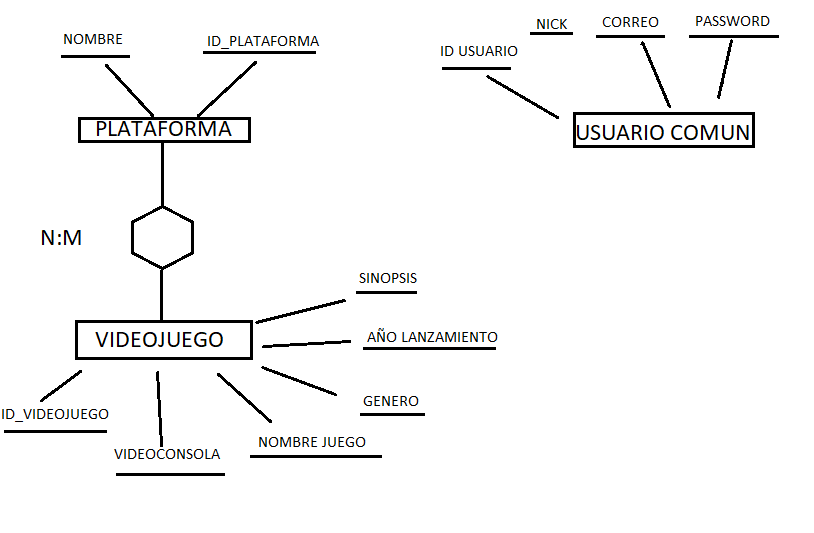 NOMBRE
ID_PLATAFORMA
PLATAFORMA
NICK
CORREO
PASSWORD
ID USUARIO
USUARIO COMUN
N:M
VIDEOJUEGO
SINOPSIS
AÑO LANZAMIENTO
GENERO
NOMBRE JUEGO
VIDEOCONSOLA
ID_VIDEOJUEGO